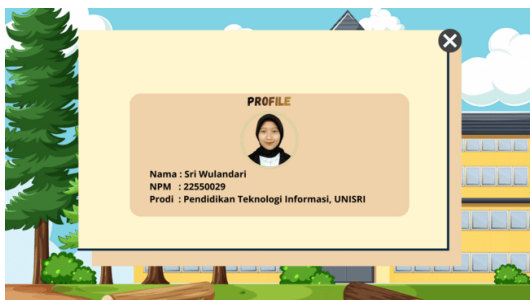 PROFILE
Nama : Sri Wulandari
NPM : 22550029
Prodi : Pendidikan Teknologi Informasi, UNISRI